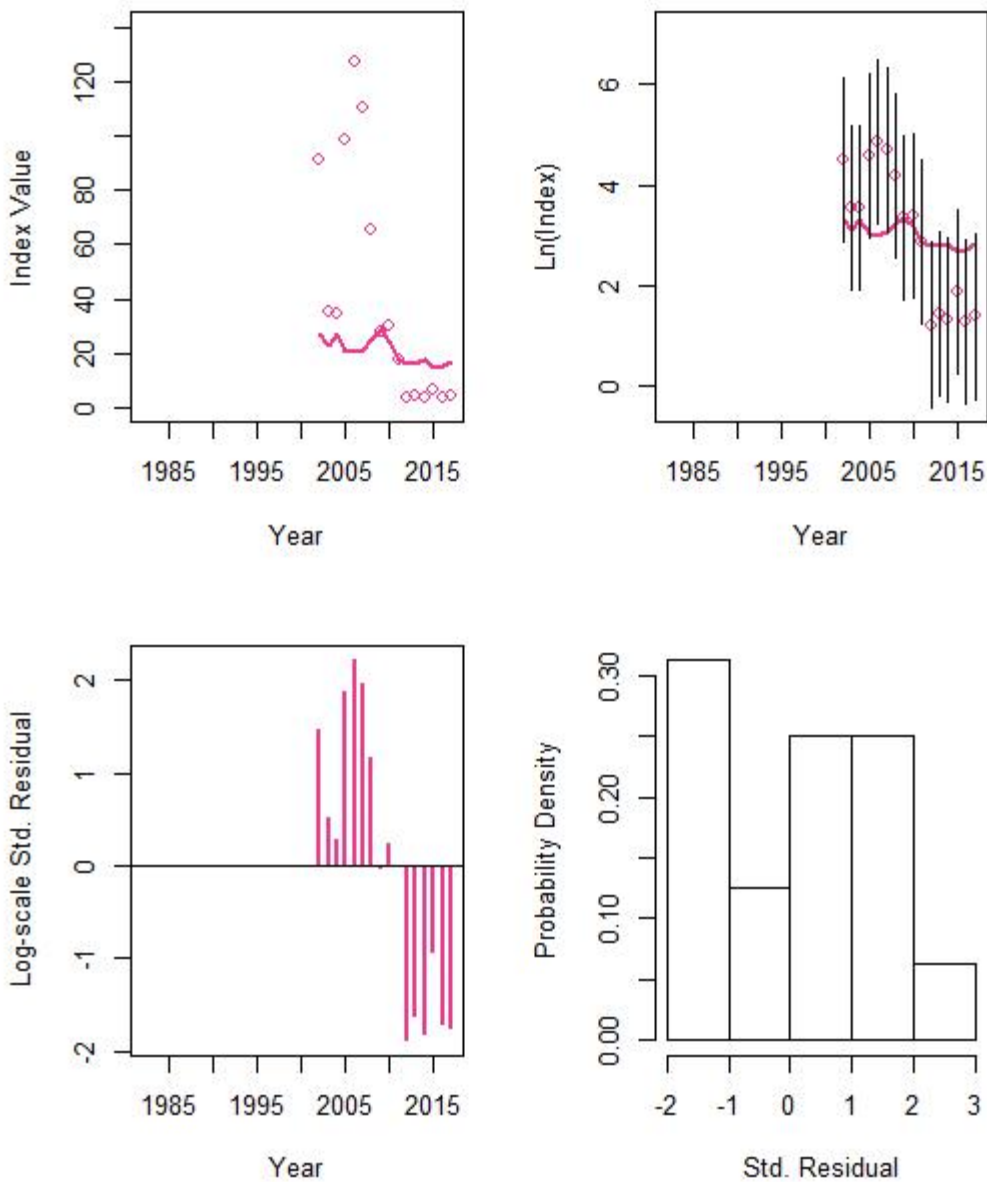 Index Value
0 20 40 60 80 120
1985 1995 2005 2015
Year
Ln(Index)
0 2 4 6
1985 1995 2005 2015
Year
Log-scale Std. Residual
-2 -1 0 1 2
1985 1995 2005 2015
Year
Probability Density
0.00 0.10 0.20 0.30
-2 -1 0 1 2 3
Std. Residual